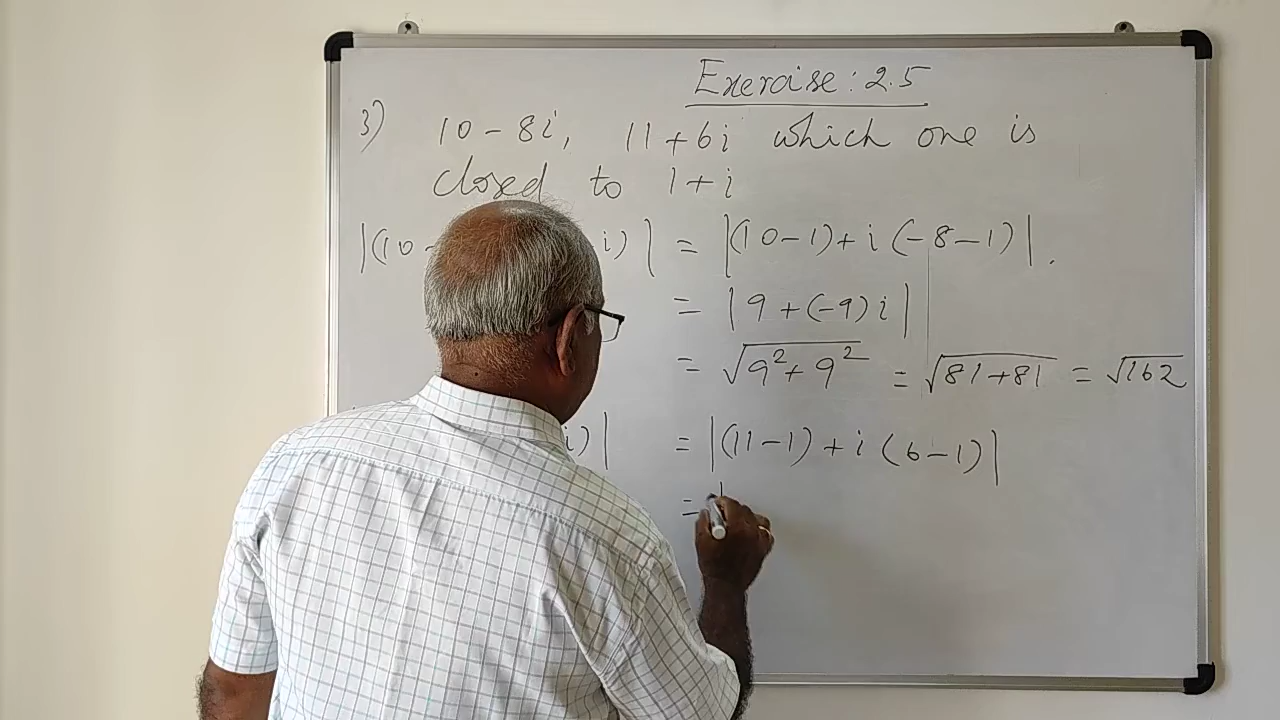 Exercise: 2.5
3) 10 - 8i, 11 + 6i which one is
closed to 1 + i
|(10 - i)| = |(10 - 1) + i (-8 - 1)|.
= |9 + (-9) i|
= √9² + 9² = √81 + 81 = √162
i)| = |(11 - 1) + i (6 - 1)|
= |